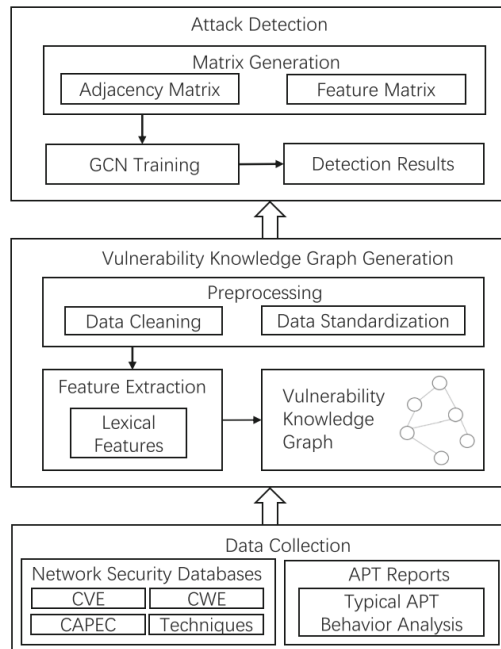 Attack Detection
Matrix Generation
Adjacency Matrix
Feature Matrix
GCN Training
Detection Results
Vulnerability Knowledge Graph Generation
Preprocessing
Data Cleaning
Data Standardization
Feature Extraction
Lexical
Features
Vulnerability
Knowledge
Graph
Data Collection
Network Security Databases
CVE
CWE
CAPEC
Techniques
APT Reports
Typical APT
Behavior Analysis